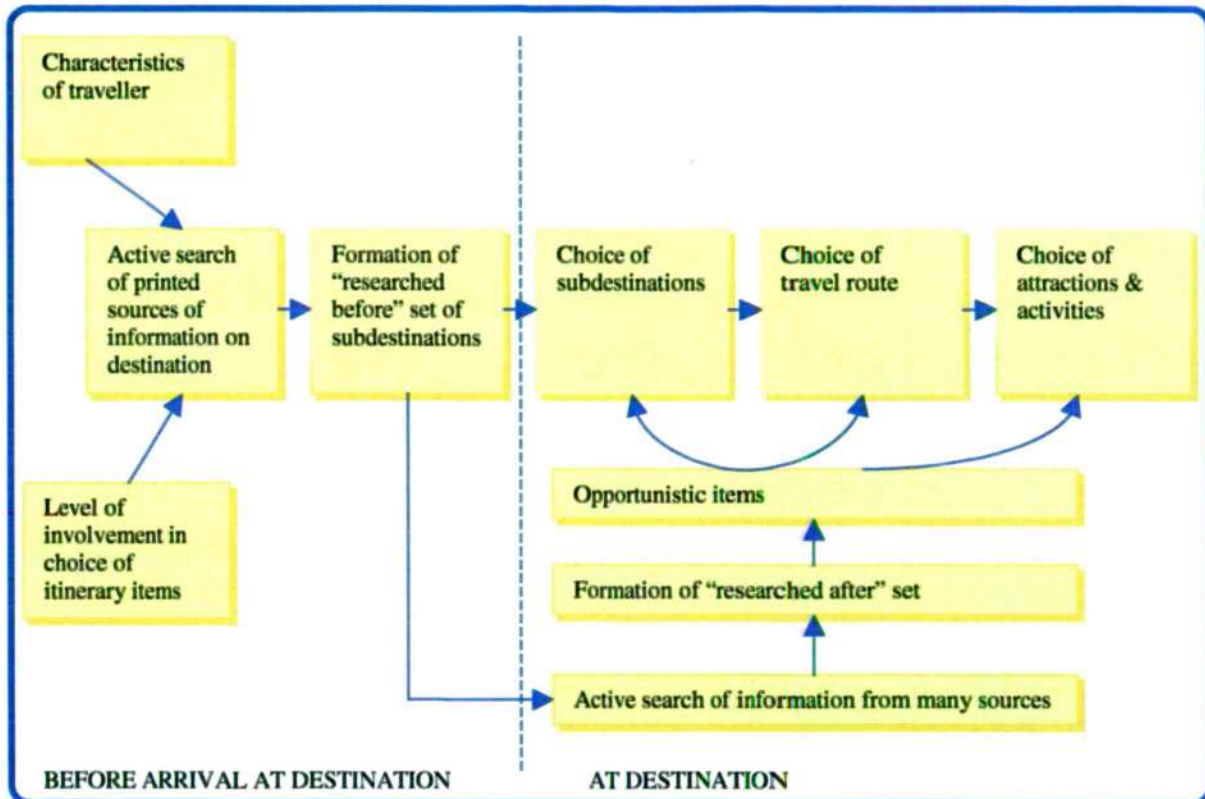 Characteristics
of traveller
Active search
of printed
sources of
information on
destination
Formation of
“researched
before” set of
subdestinations
Choice of
subdestinations
Choice of
travel route
Choice of
attractions &
activities
Level of
involvement in
choice of
itinerary items
Opportunistic items
Formation of “researched after” set
Active search of information from many sources
BEFORE ARRIVAL AT DESTINATION
AT DESTINATION